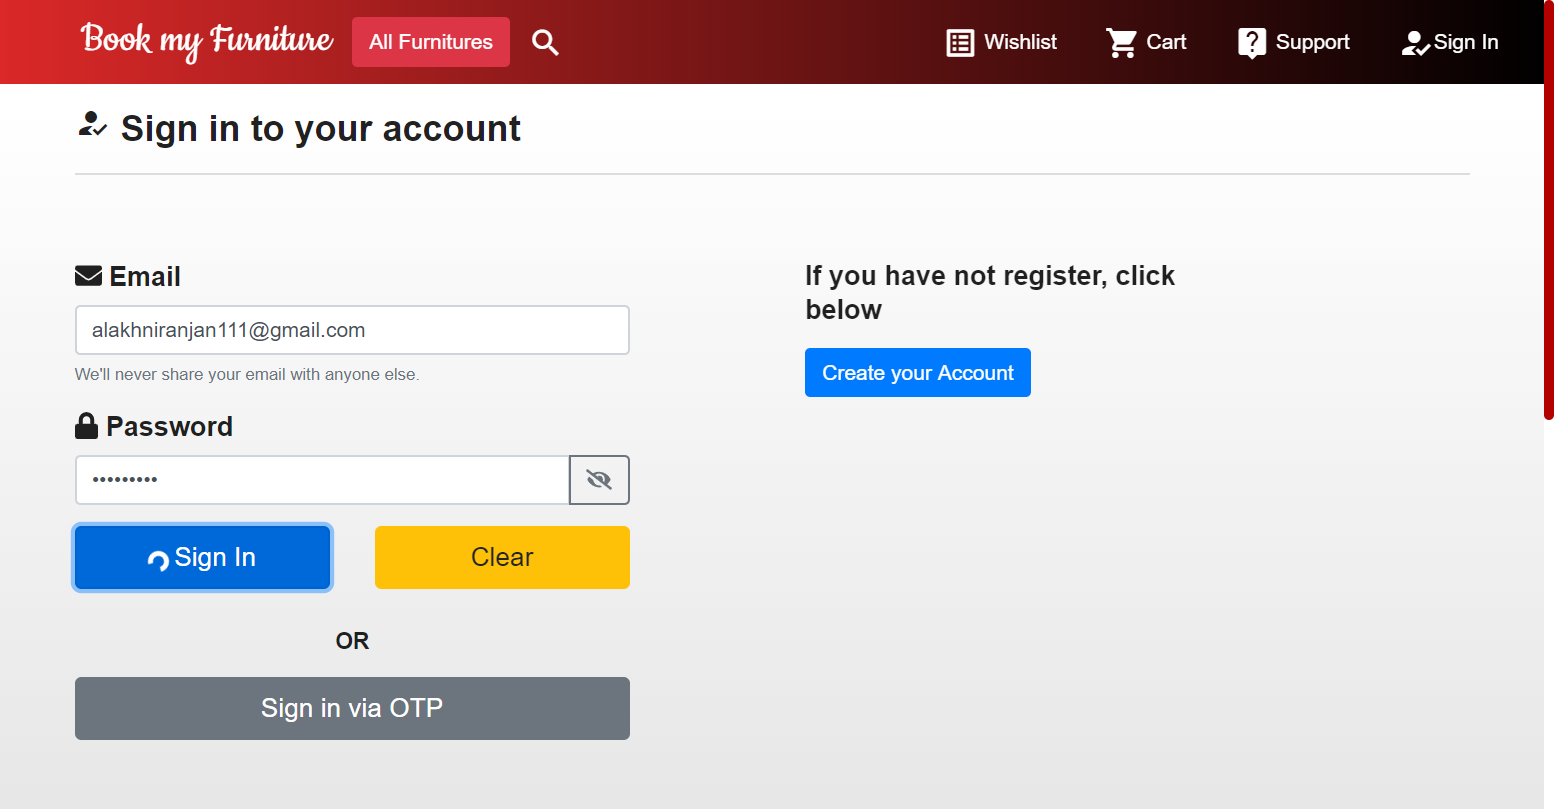 Book my Furniture All Furnitures Wishlist Cart Support Sign In
Sign in to your account
Email
alakhniranjan111@gmail.com
We'll never share your email with anyone else.
Password
•••••••••
Sign In Clear
OR
Sign in via OTP
If you have not register, click
below
Create your Account